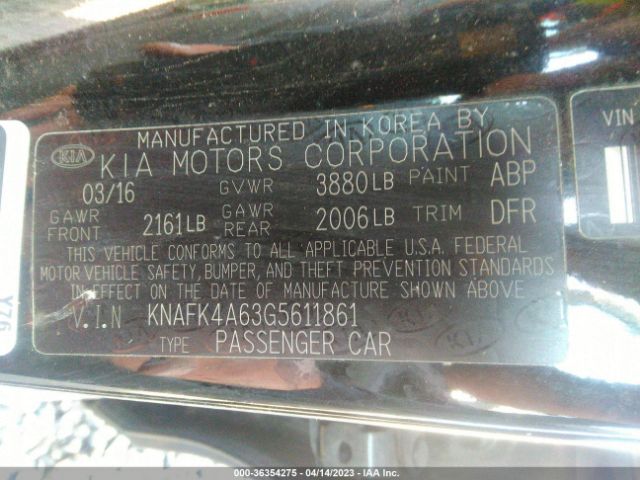 MANUFACTURED IN KOREA BY
KIA KIA MOTORS CORPORATION
03/16 GVWR 3880LB PAINT ABP
GAWR FRONT 2161LB GAWR REAR 2006LB TRIM DFR
THIS VEHICLE CONFORMS TO ALL APPLICABLE U.S.A. FEDERAL
MOTOR VEHICLE SAFETY, BUMPER, AND THEFT PREVENTION STANDARDS
IN EFFECT ON THE DATE OF MANUFACTURE SHOWN ABOVE
V.I.N KNAFK4A63G5611861
TYPE PASSENGER CAR
VIN
Y76
000-36354275 - 04/14/2023 - IAA Inc.